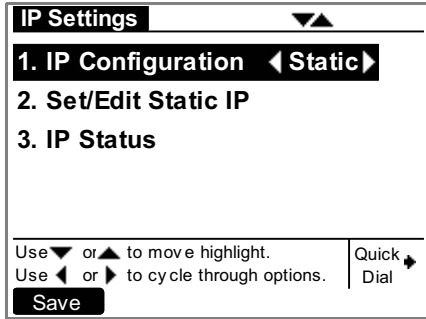 IP Settings
1. IP Configuration Static
2. Set/Edit Static IP
3. IP Status
Use or to move highlight.
Use or to cycle through options.
Quick
Dial
Save